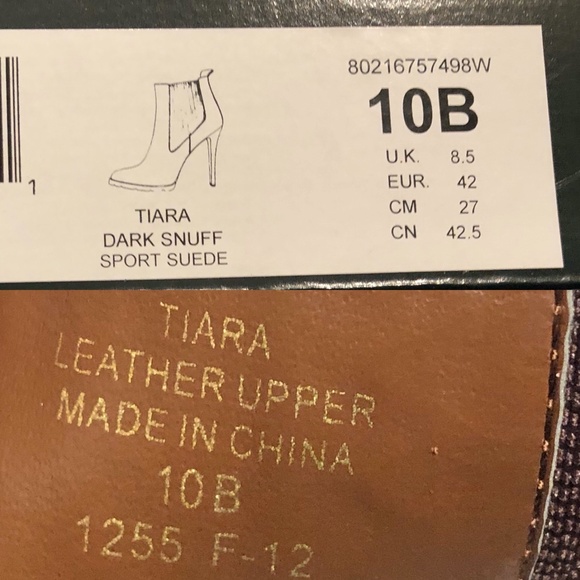 1
TIARA
DARK SNUFF
SPORT SUEDE
80216757498W
10B
U.K. 8.5
EUR. 42
CM 27
CN 42.5
TIARA
LEATHER UPPER
MADE IN CHINA
10B
1255 F-12